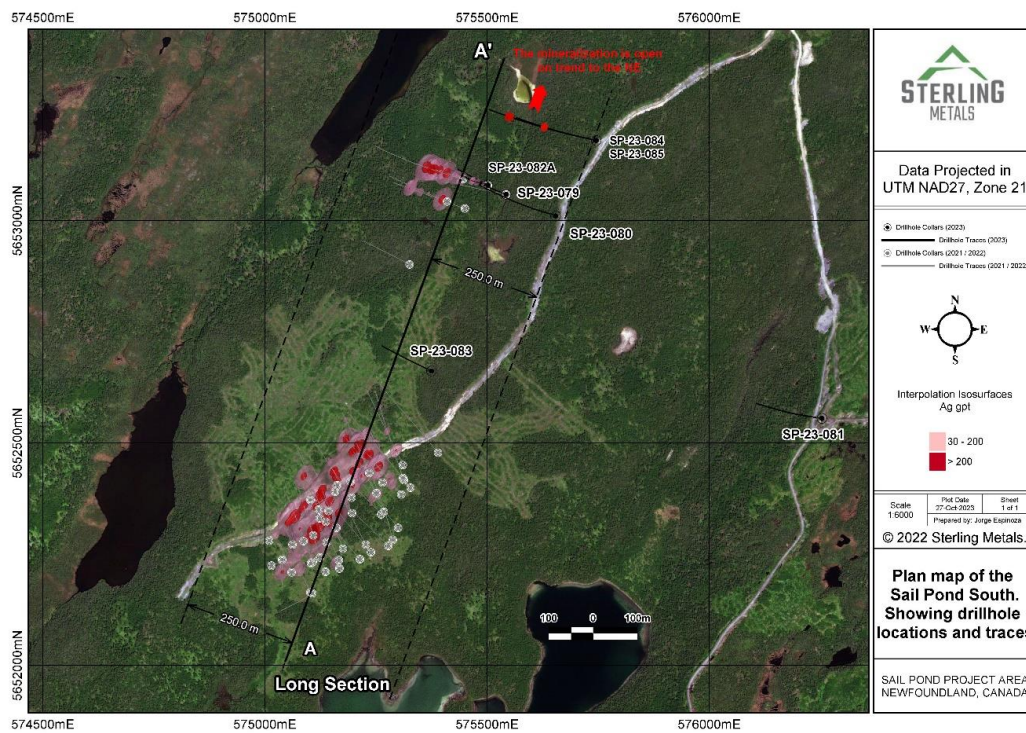 574500mE
575000mE
575500mE
576000mE
A'
The mineralization is open
on trend to the NE
SP-23-084
SP-23-085
SP-23-082A
SP-23-079
SP-23-080
250.0 m
SP-23-083
SP-23-081
250.0 m
A
Long Section
100 0 100m
5653000mN
5652500mN
5652000mN
574500mE
575000mE
575500mE
576000mE
STERLING
METALS
Data Projected in
UTM NAD27, Zone 21
Drillhole Collars (2023)
Drillhole Traces (2023)
Drillhole Collars (2021 / 2022)
Drillhole Traces (2021 / 2022
N
W E
S
Interpolation Isosurfaces
Ag gpt
30 - 200
> 200
Scale
1:6000
Plot Date
27-Oct-2023
Sheet
1 of 1
Prepared by: Jorge Espinoza
© 2022 Sterling Metals.
Plan map of the
Sail Pond South.
Showing drillhole
locations and traces
SAIL POND PROJECT AREA
NEWFOUNDLAND, CANADA